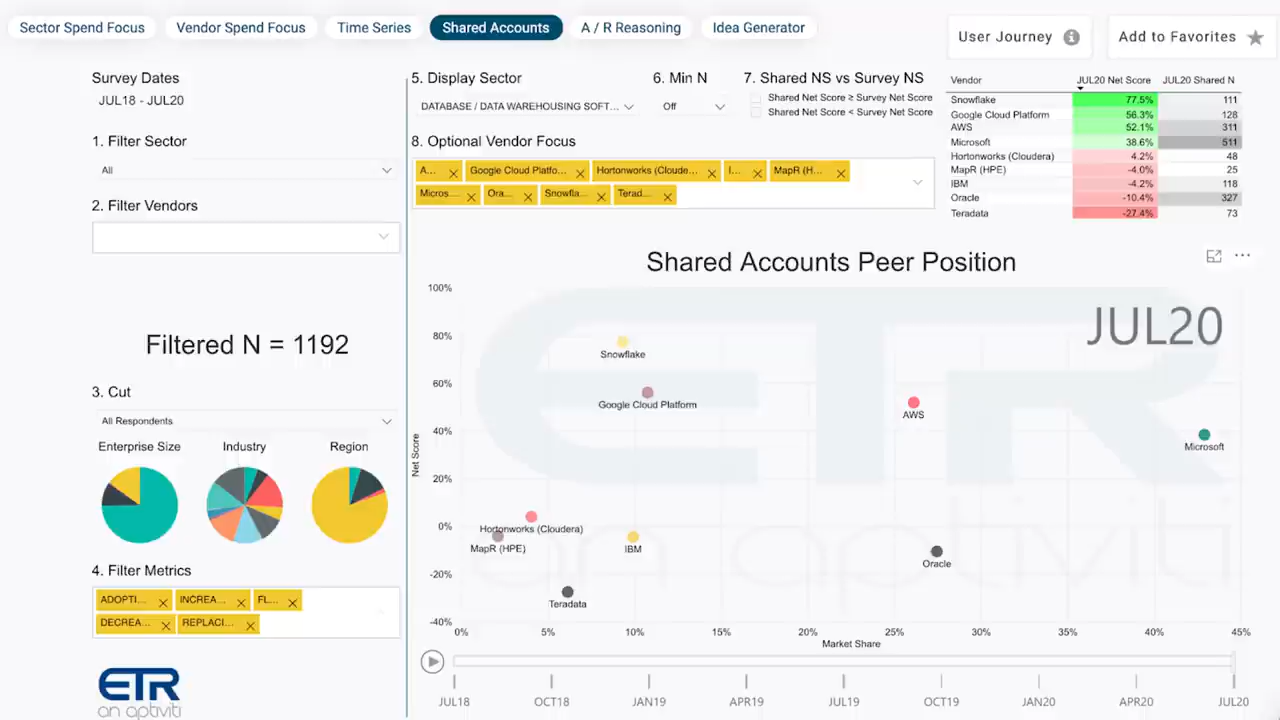 Sector Spend Focus
Vendor Spend Focus
Time Series
Shared Accounts
A / R Reasoning
Idea Generator
User Journey
Add to Favorites
Survey Dates
JUL18 - JUL20
1. Filter Sector
All
2. Filter Vendors
Filtered N = 1192
3. Cut
All Respondents
Enterprise Size
Industry
Region
4. Filter Metrics
ADOPTI...
INCREA...
FL...
DECREA...
REPLACI...
ETR
an aptiviti
5. Display Sector
DATABASE / DATA WAREHOUSING SOFT...
6. Min N
Off
7. Shared NS vs Survey NS
Shared Net Score ≥ Survey Net Score
Shared Net Score < Survey Net Score
8. Optional Vendor Focus
A...
Google Cloud Platfo...
Hortonworks (Cloude...
I...
MapR (H...
Micros...
Ora...
Snowfla...
Terad...
Vendor JUL20 Net Score JUL20 Shared N
Snowflake 77.5% 111
Google Cloud Platform 56.3% 128
AWS 52.1% 311
Microsoft 38.6% 511
Hortonworks (Cloudera) 4.2% 48
MapR (HPE) -4.0% 25
IBM -4.2% 118
Oracle -10.4% 327
Teradata -27.4% 73
Shared Accounts Peer Position
JUL20
ETR
an aptiviti
Net Score
100%
80%
60%
40%
20%
0%
-20%
-40%
Snowflake
Google Cloud Platform
AWS
Microsoft
Hortonworks (Cloudera)
MapR (HPE)
IBM
Oracle
Teradata
0% 5% 10% 15% 20% 25% 30% 35% 40% 45%
Market Share
JUL18 OCT18 JAN19 APR19 JUL19 OCT19 JAN20 APR20 JUL20